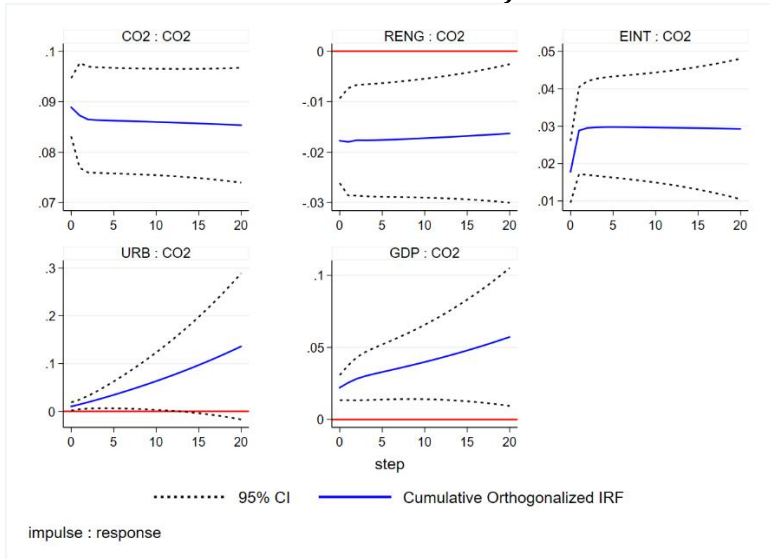 CO2 : CO2
RENG : CO2
EINT : CO2
.1
.09
.08
.07
0 5 10 15 20
0
-.01
-.02
-.03
0 5 10 15 20
.05
.04
.03
.02
.01
0 5 10 15 20
URB : CO2
GDP : CO2
.3
.2
.1
0
0 5 10 15 20
.1
.05
0
0 5 10 15 20
step
95% CI
Cumulative Orthogonalized IRF
impulse : response